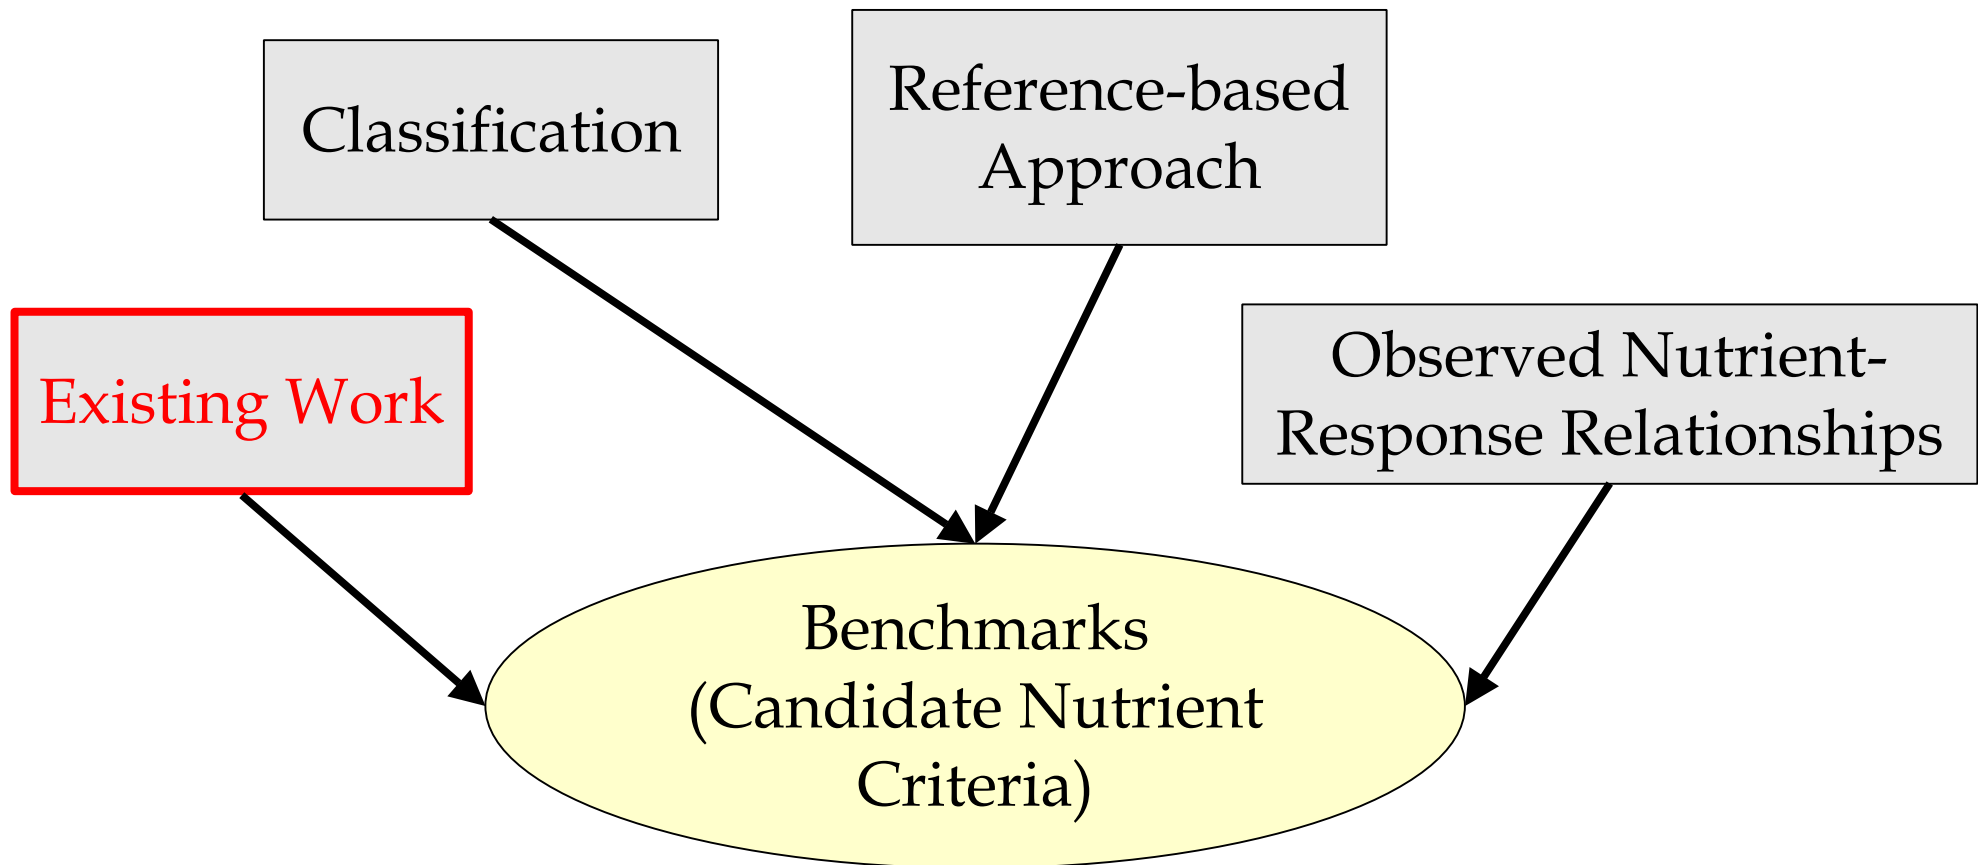 Classification
Reference-based
Approach
Existing Work
Observed Nutrient-
Response Relationships
Benchmarks
(Candidate Nutrient
Criteria)